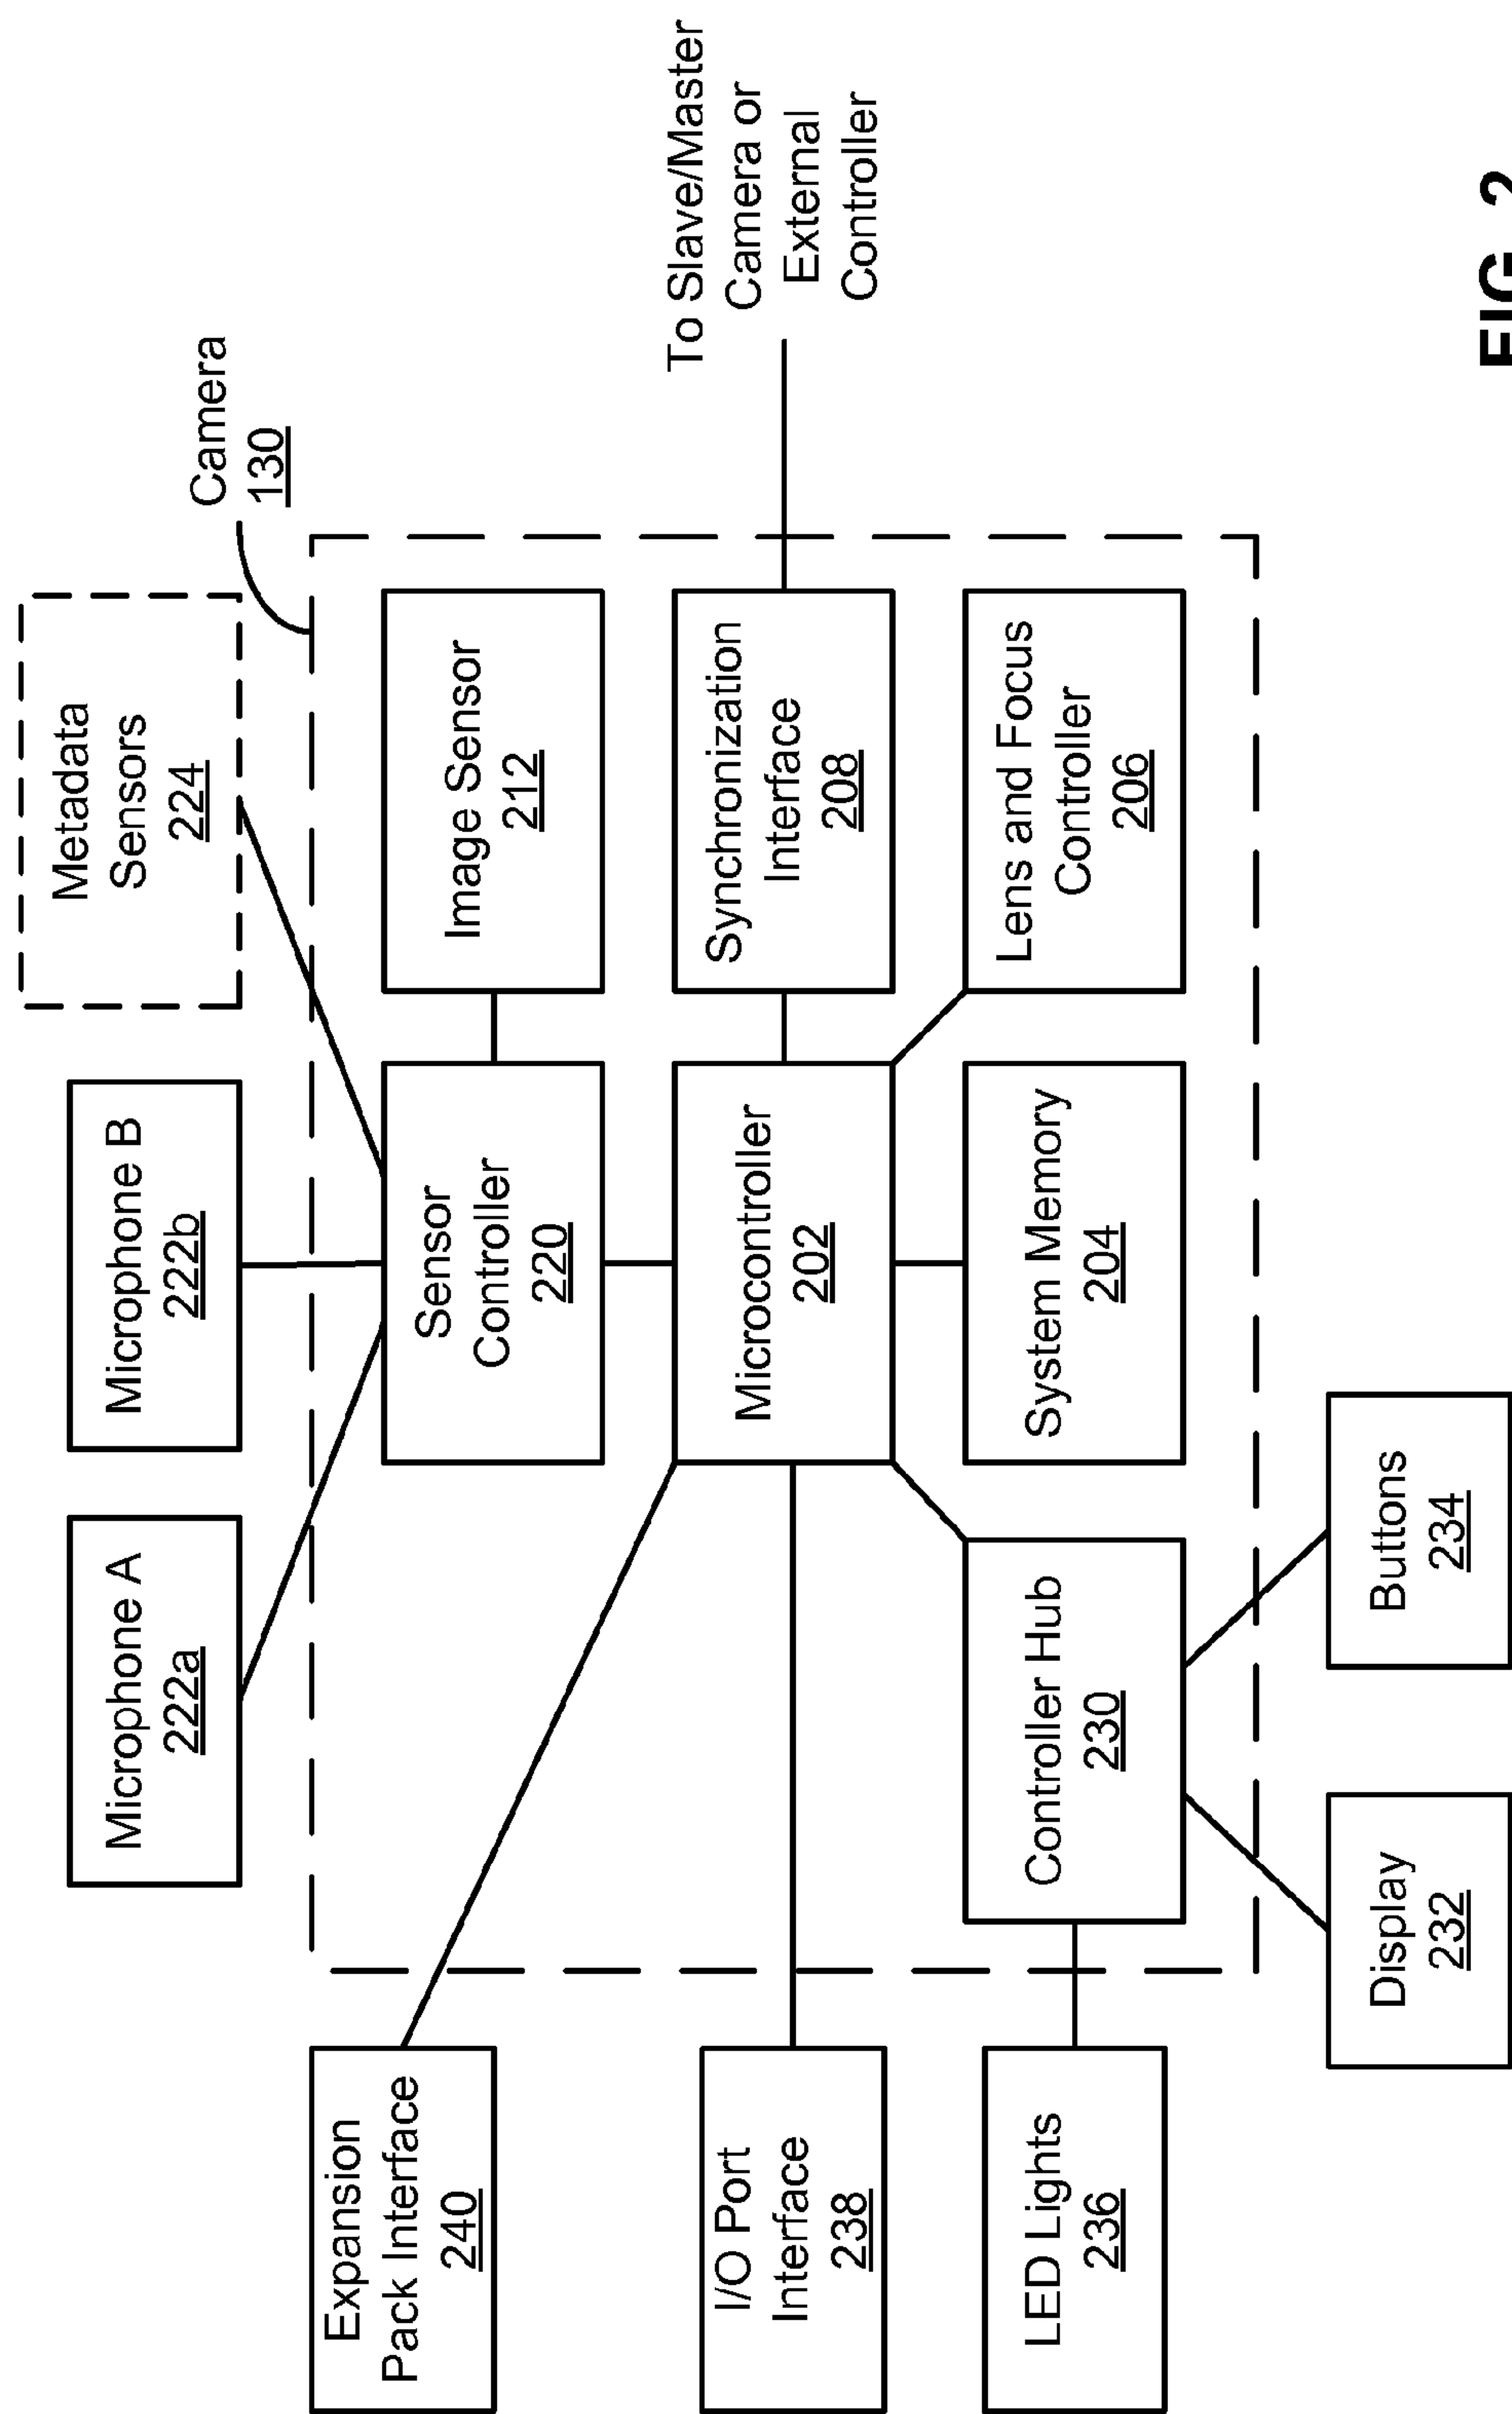 Camera
130
Microphone A
222a
Microphone B
222b
Metadata
Sensors
224
Expansion
Pack Interface
240
Sensor
Controller
220
Image Sensor
212
I/O Port
Interface
238
Microcontroller
202
Synchronization
Interface
208
To Slave/Master
Camera or
External
Controller
LED Lights
236
Controller Hub
230
System Memory
204
Lens and Focus
Controller
206
Display
232
Buttons
234
FIG. 2